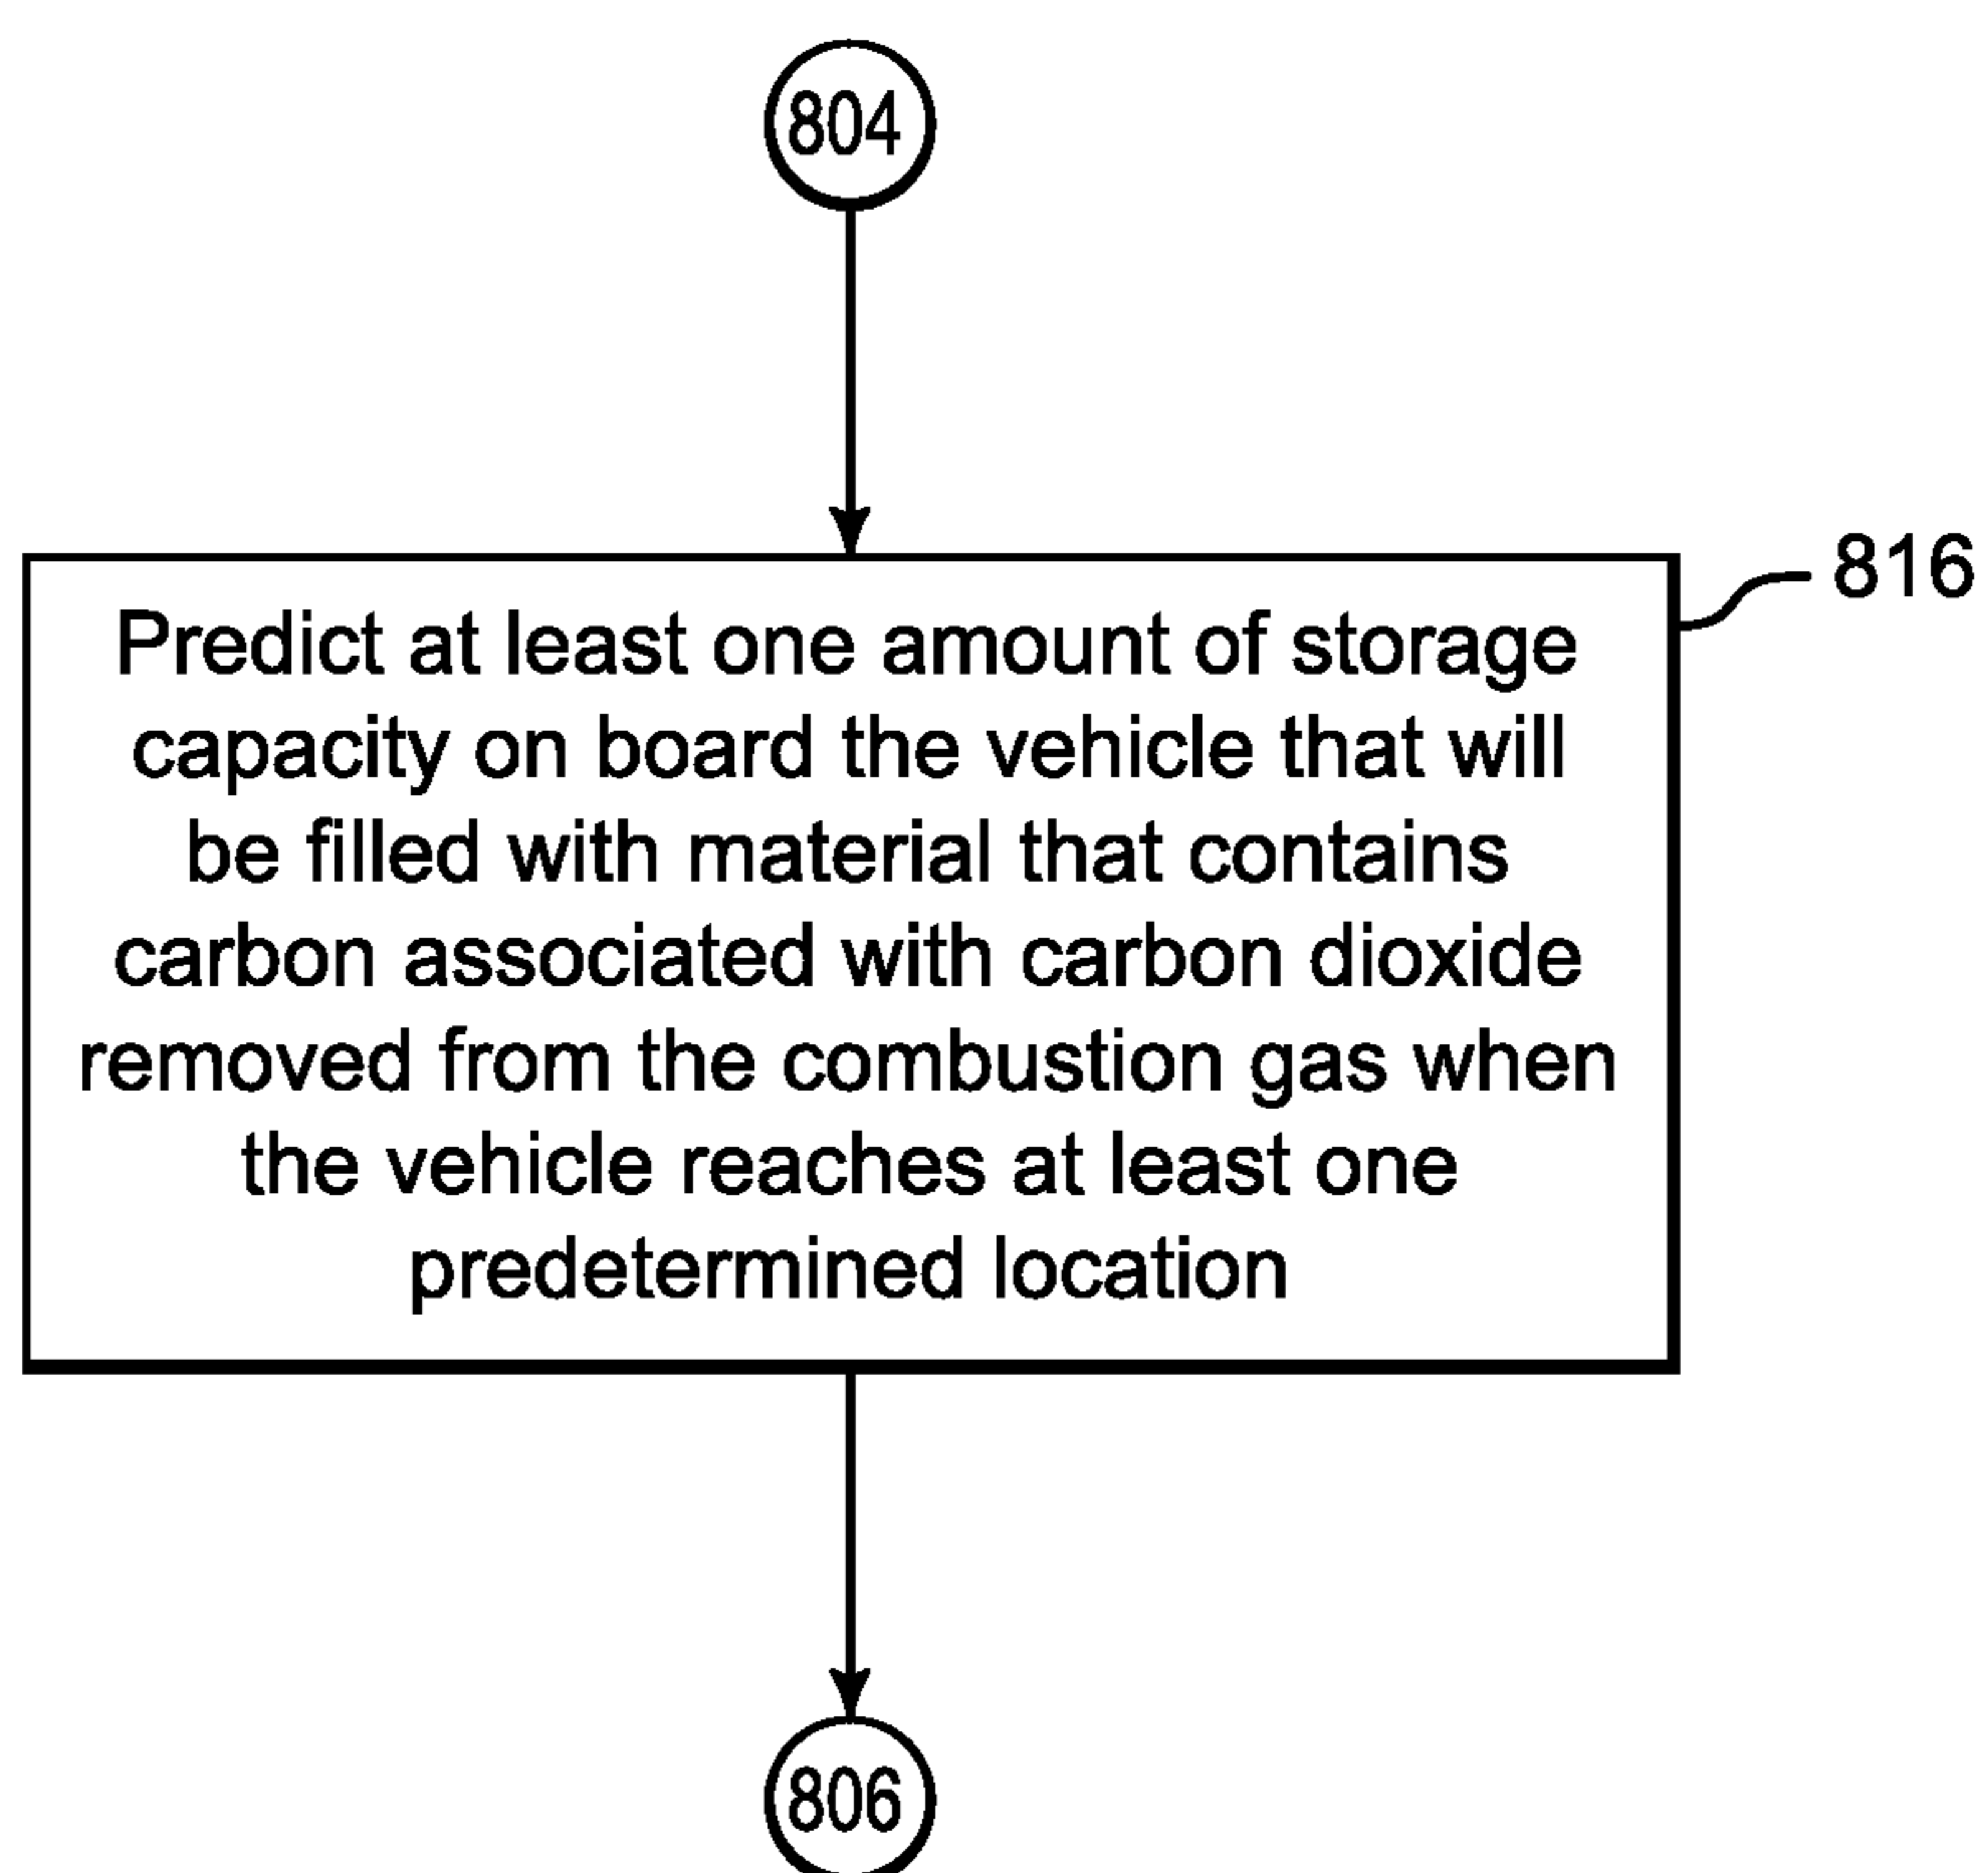 804
816
Predict at least one amount of storage
capacity on board the vehicle that will
be filled with material that contains
carbon associated with carbon dioxide
removed from the combustion gas when
the vehicle reaches at least one
predetermined location
806